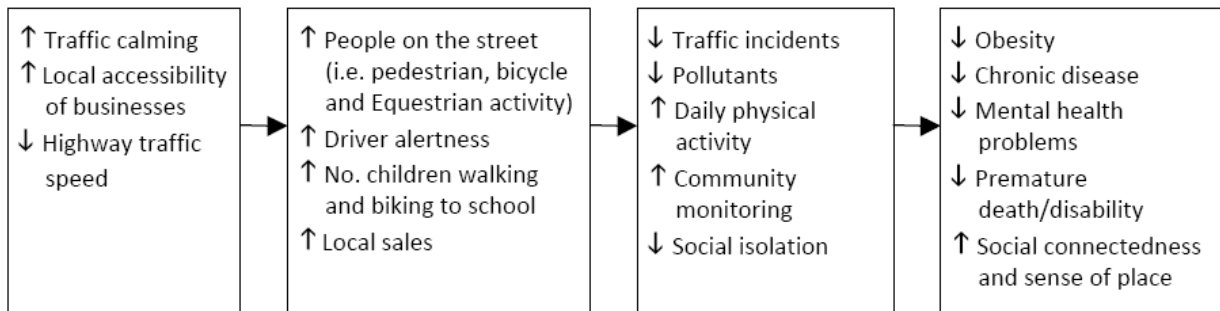 ↑ Traffic calming
↑ Local accessibility
of businesses
↓ Highway traffic
speed
↑ People on the street
(i.e. pedestrian, bicycle
and Equestrian activity)
↑ Driver alertness
↑ No. children walking
and biking to school
↑ Local sales
↓ Traffic incidents
↓ Pollutants
↑ Daily physical
activity
↑ Community
monitoring
↓ Social isolation
↓ Obesity
↓ Chronic disease
↓ Mental health
problems
↓ Premature
death/disability
↑ Social connectedness
and sense of place